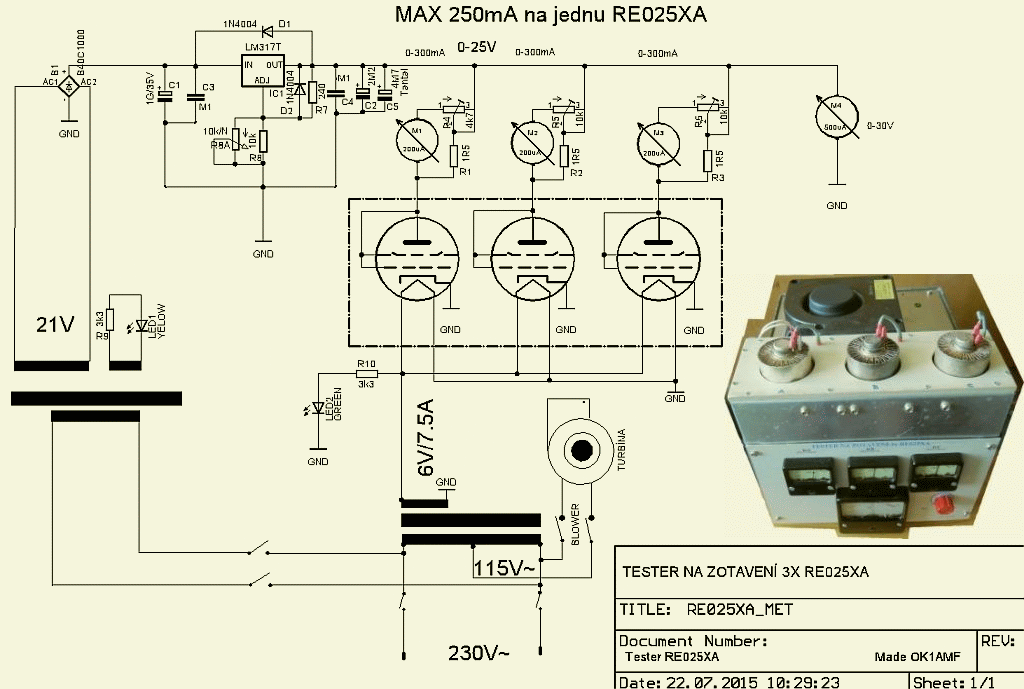 MAX 250mA na jednu RE025XA
1N4004 D1
LM317T
IN OUT
ADJ
IC1
B1
B40C1000
AC1 AC2
GND
1G/35V
C1
C3
M1
1N4004
D2
240
R7
M1
C4
2M2
C2
4M7
Tantal
C5
10k/N
R8A
10k
R8
GND
0-300mA
0-25V
0-300mA
0-300mA
M1
200uA
R4
1 3
4k7
1R5
R1
M2
200uA
R5
1 3
10k
1R5
R2
M3
200uA
R6
1 3
10k
1R5
R3
M4
500uA
0-30V
GND
GND
GND
GND
21V
3k3
R9
LED1
YELOW
R10
3k3
LED2
GREEN
GND
GND
6V/7.5A
GND
TURBÍNA
BLOWER
115V~
230V~
TESTER NA ZOTAVENÍ 3X RE025XA
TITLE: RE025XA_MET
Document Number:
REV:
Tester RE025XA
Made OK1AMF
Date: 22.07.2015 10:29:23
Sheet: 1/1